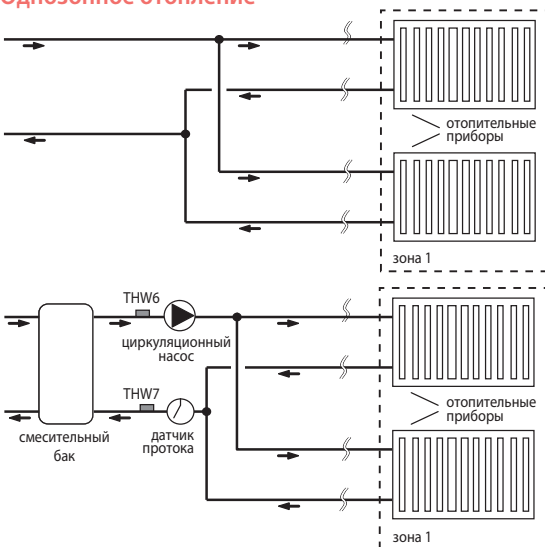 Однозонное отопление
отопительные
приборы
зона 1
THW6
циркуляционный
насос
THW7
смесительный
бак
датчик
протока
отопительные
приборы
зона 1